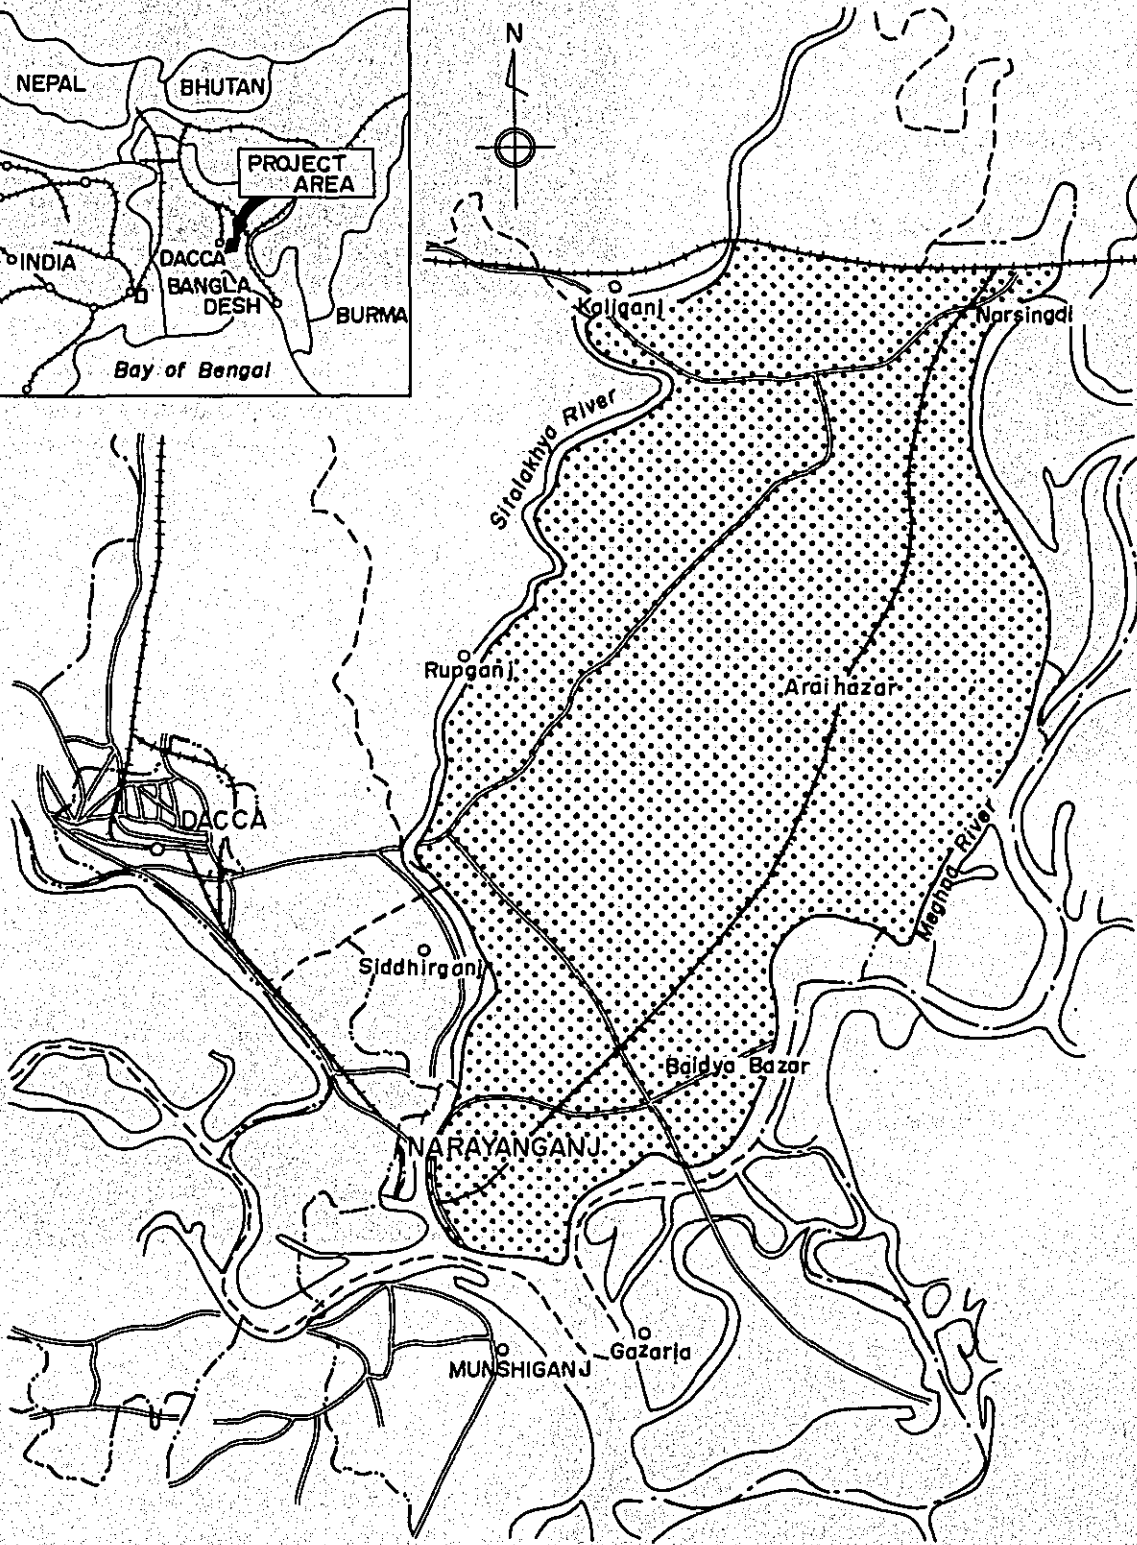 NEPAL
BHUTAN
PROJECT
AREA
INDIA
DACCA
BANGLA
DESH
BURMA
Bay of Bengal
N
Kaliganj
Narsingdi
Sitalakhya River
Rupganj
Araihazar
DACCA
Meghna River
Siddhirganj
Baidya Bazar
NARAYANGANJ
Gazaria
MUNSHIGANJ